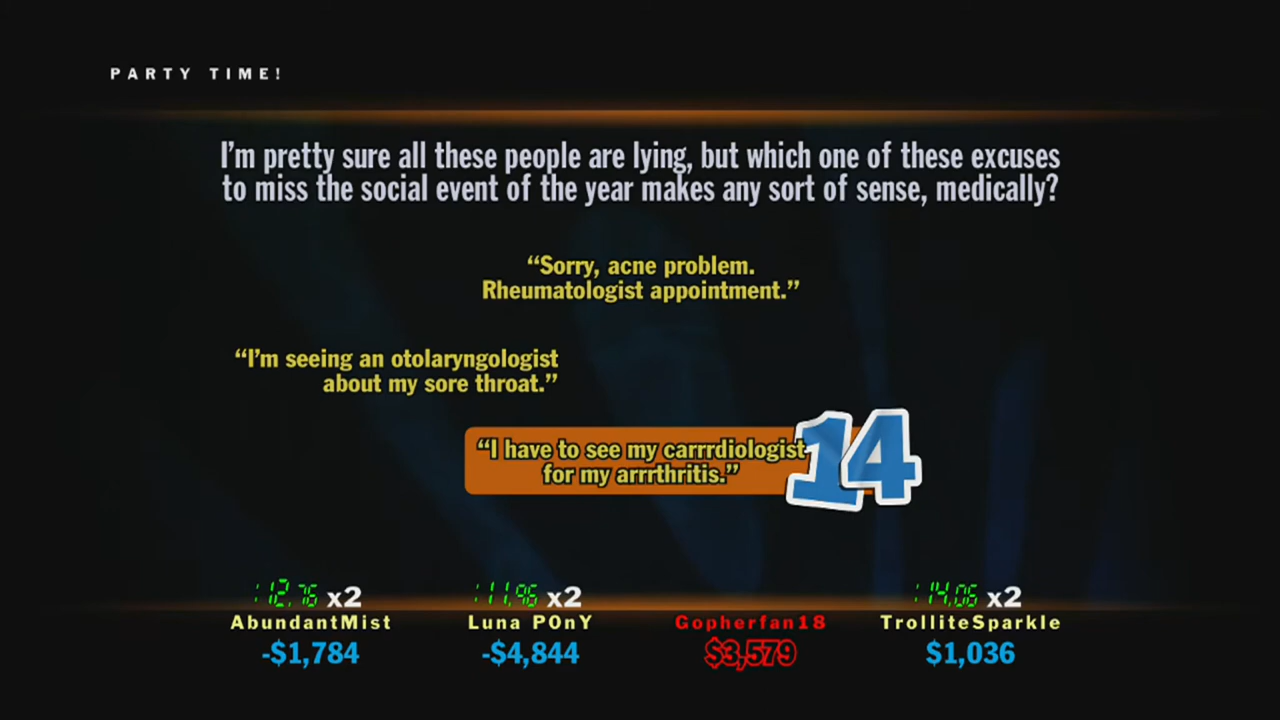 PARTY TIME!
I'm pretty sure all these people are lying, but which one of these excuses
to miss the social event of the year makes any sort of sense, medically?
“Sorry, acne problem.
Rheumatologist appointment.”
“I'm seeing an otolaryngologist
about my sore throat.”
“I have to see my carrrdiologist
for my arrrthritis.”
14
:12.76 x2
:11.96 x2
:14.06 x2
AbundantMist
Luna P0nY
Gopherfan18
TrolliteSparkle
-$1,784
-$4,844
$3,579
$1,036